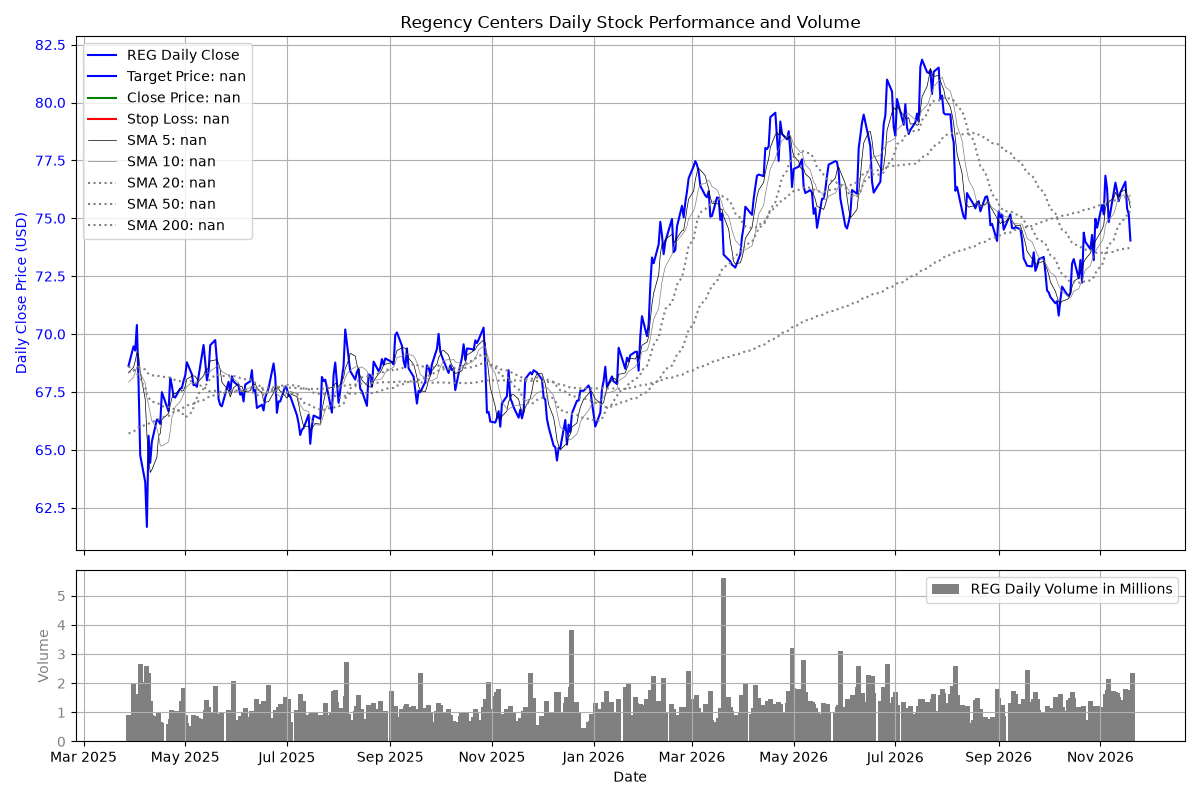 Regency Centers Daily Stock Performance and Volume
REG Daily Close
Target Price: nan
Close Price: nan
Stop Loss: nan
SMA 5: nan
SMA 10: nan
SMA 20: nan
SMA 50: nan
SMA 200: nan
Daily Close Price (USD)
82.5
80.0
77.5
75.0
72.5
70.0
67.5
65.0
62.5
REG Daily Volume in Millions
Volume
5
4
3
2
1
0
Mar 2025 May 2025 Jul 2025 Sep 2025 Nov 2025 Jan 2026 Mar 2026 May 2026 Jul 2026 Sep 2026 Nov 2026
Date